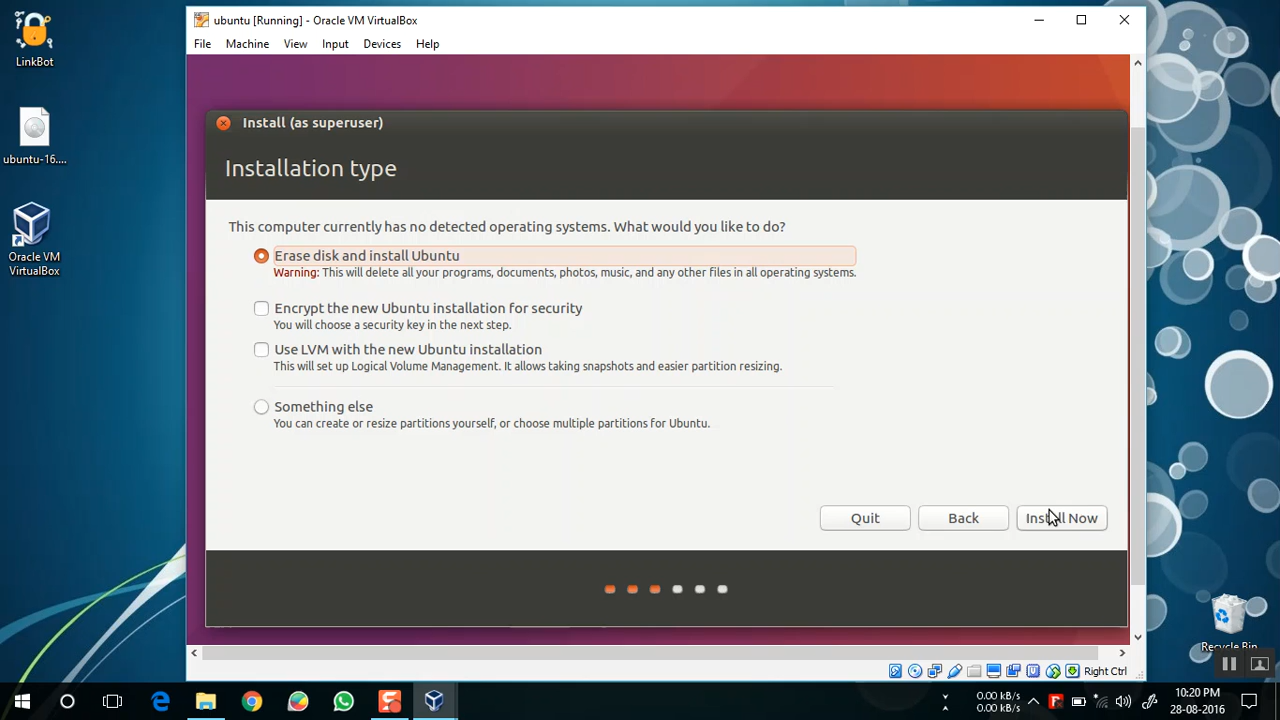 ubuntu [Running] - Oracle VM VirtualBox
File Machine View Input Devices Help
LinkBot
ubuntu-16....
Oracle VM
VirtualBox
Install (as superuser)
Installation type
This computer currently has no detected operating systems. What would you like to do?
Erase disk and install Ubuntu
Warning: This will delete all your programs, documents, photos, music, and any other files in all operating systems.
Encrypt the new Ubuntu installation for security
You will choose a security key in the next step.
Use LVM with the new Ubuntu installation
This will set up Logical Volume Management. It allows taking snapshots and easier partition resizing.
Something else
You can create or resize partitions yourself, or choose multiple partitions for Ubuntu.
Quit Back Install Now
Recycle Bin
Right Ctrl
0.00 kB/s
0.00 kB/s
10:20 PM
28-08-2016